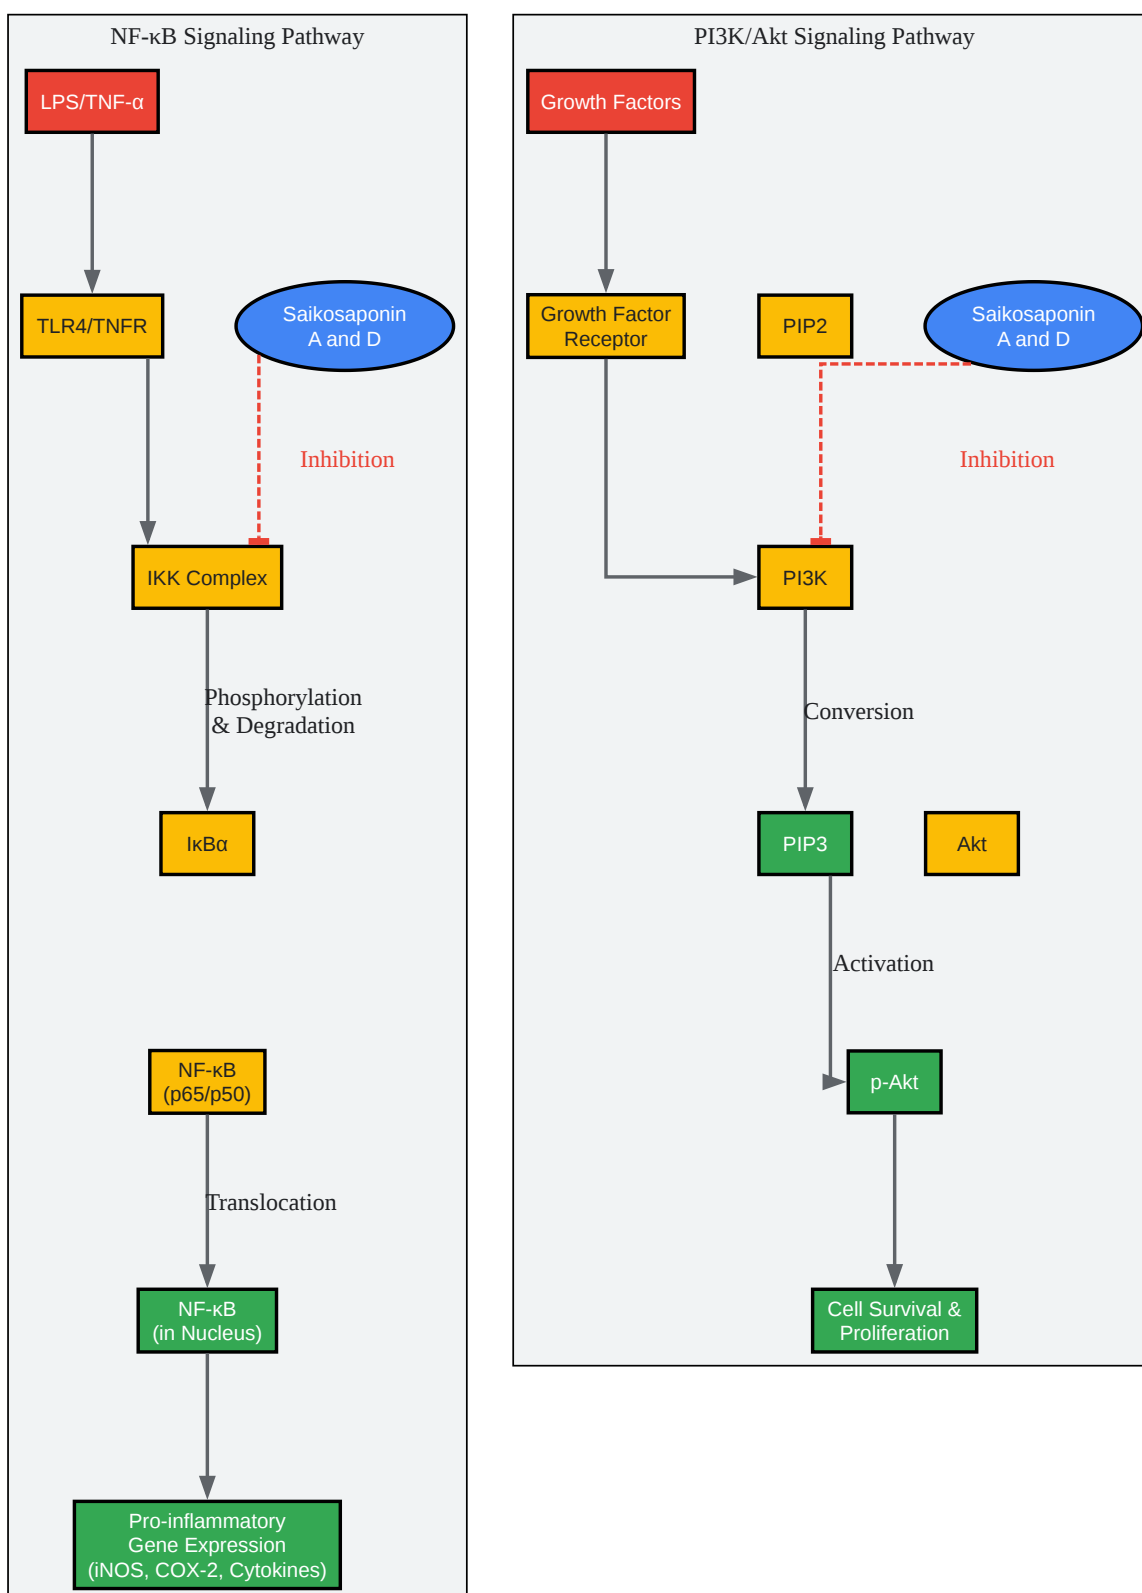 NF-κB Signaling Pathway
LPS/TNF-α
TLR4/TNFR
Saikosaponin
A and D
Inhibition
IKK Complex
Phosphorylation
& Degradation
IκBα
NF-κB
(p65/p50)
Translocation
NF-κB
(in Nucleus)
Pro-inflammatory
Gene Expression
(iNOS, COX-2, Cytokines)
PI3K/Akt Signaling Pathway
Growth Factors
Growth Factor
Receptor
PIP2
Saikosaponin
A and D
Inhibition
PI3K
Conversion
PIP3
Akt
Activation
p-Akt
Cell Survival &
Proliferation